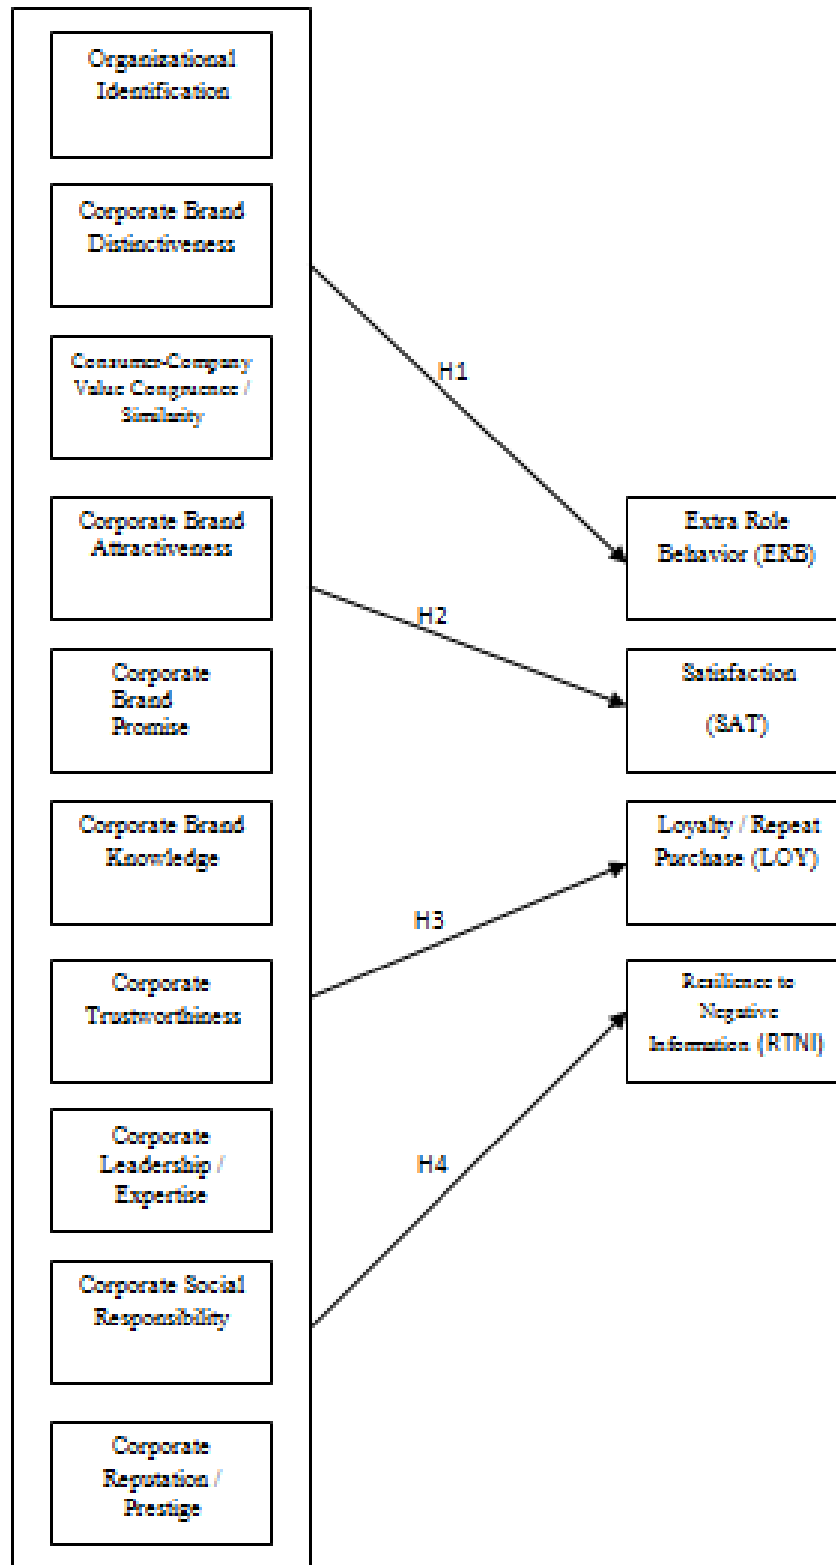 Organizational
Identification
Corporate Brand
Distinctiveness
Consumer-Company
Value Congruence /
Similarity
Corporate Brand
Attractiveness
Corporate
Brand
Promise
Corporate Brand
Knowledge
Corporate
Trustworthiness
Corporate
Leadership /
Expertise
Corporate Social
Responsibility
Corporate
Reputation /
Prestige
H1
H2
H3
H4
Extra Role
Behavior (ERB)
Satisfaction
(SAT)
Loyalty / Repeat
Purchase (LOY)
Resilience to
Negative
Information (RTNI)